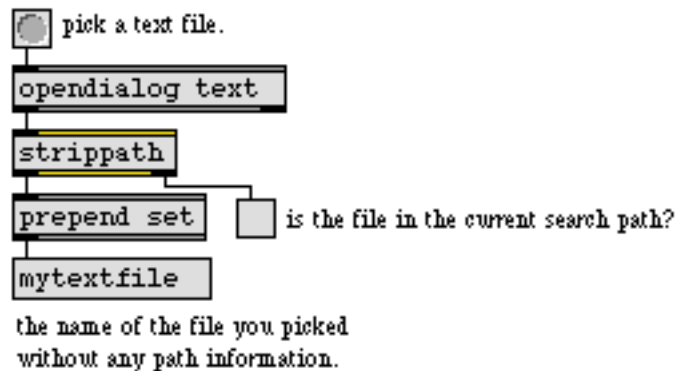 pick a text file.
opendialog text
strippath
prepend set
is the file in the current search path?
mytextfile
the name of the file you picked
without any path information.